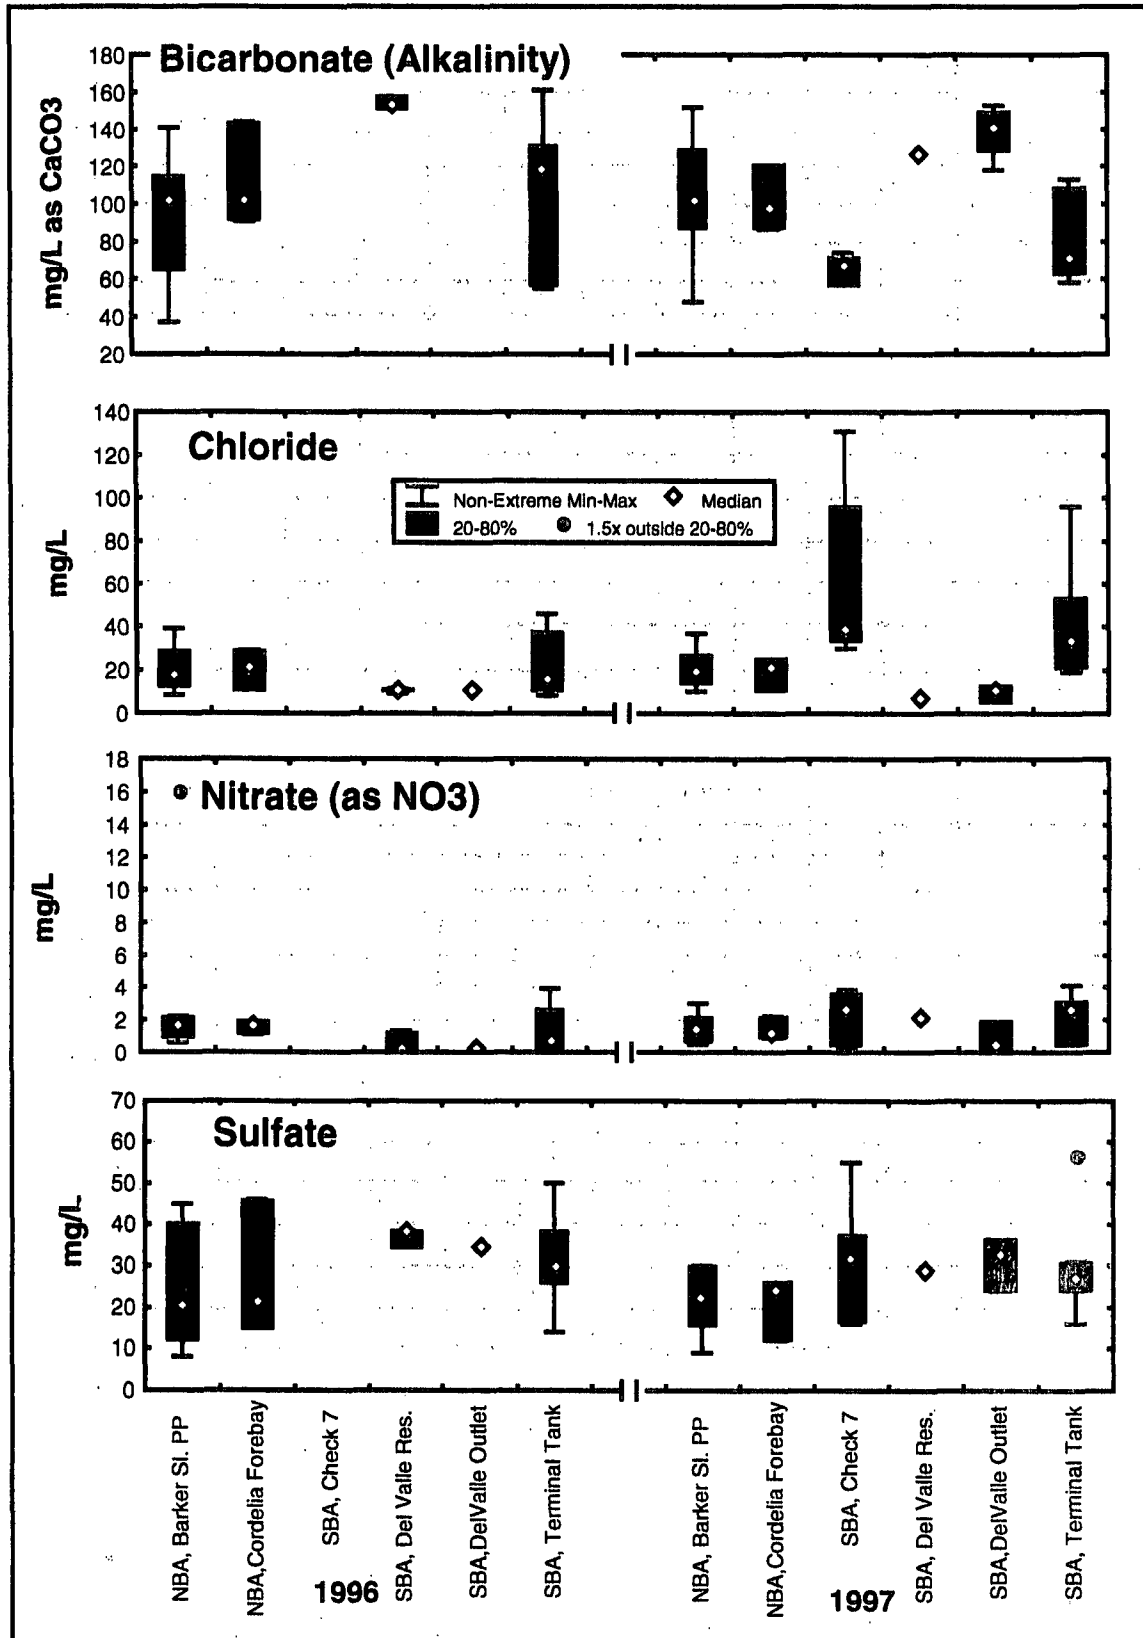 Bicarbonate (Alkalinity)
180
160
140
120
100
80
60
40
20
mg/L as CaCO3
Chloride
140
120
100
80
60
40
20
0
mg/L
Non-Extreme Min-Max
Median
20-80%
1.5x outside 20-80%
Nitrate (as NO3)
18
16
14
12
10
8
6
4
2
0
mg/L
Sulfate
70
60
50
40
30
20
10
0
mg/L
NBA, Barker Sl. PP
NBA,Cordelia Forebay
SBA, Check 7
SBA, Del Valle Res.
SBA,DelValle Outlet
SBA, Terminal Tank
NBA, Barker Sl. PP
NBA,Cordelia Forebay
SBA, Check 7
SBA, Del Valle Res.
SBA,DelValle Outlet
SBA, Terminal Tank
1996
1997